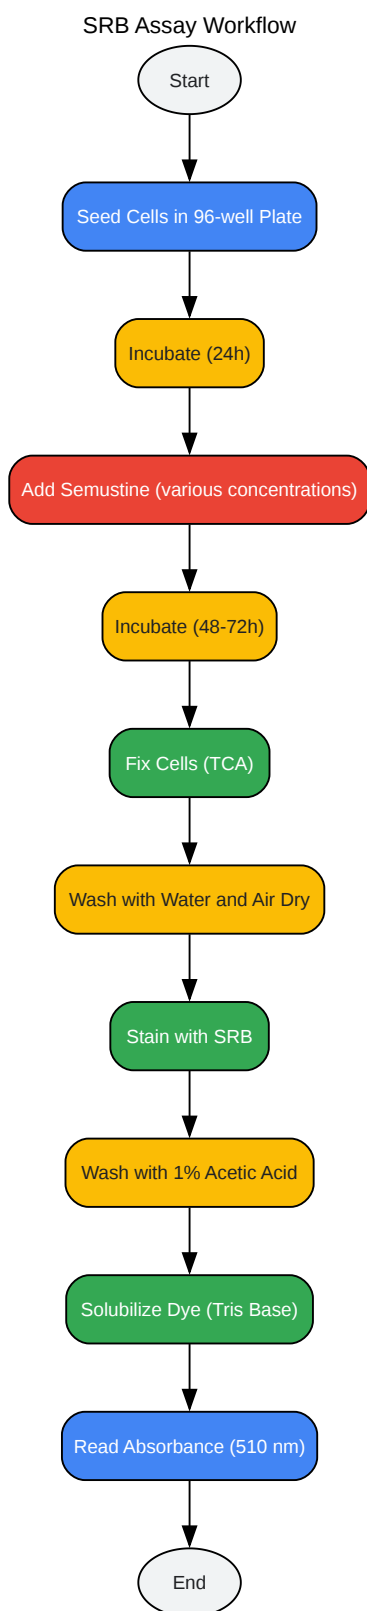 SRB Assay Workflow
Start
Seed Cells in 96-well Plate
Incubate (24h)
Add Semustine (various concentrations)
Incubate (48-72h)
Fix Cells (TCA)
Wash with Water and Air Dry
Stain with SRB
Wash with 1% Acetic Acid
Solubilize Dye (Tris Base)
Read Absorbance (510 nm)
End